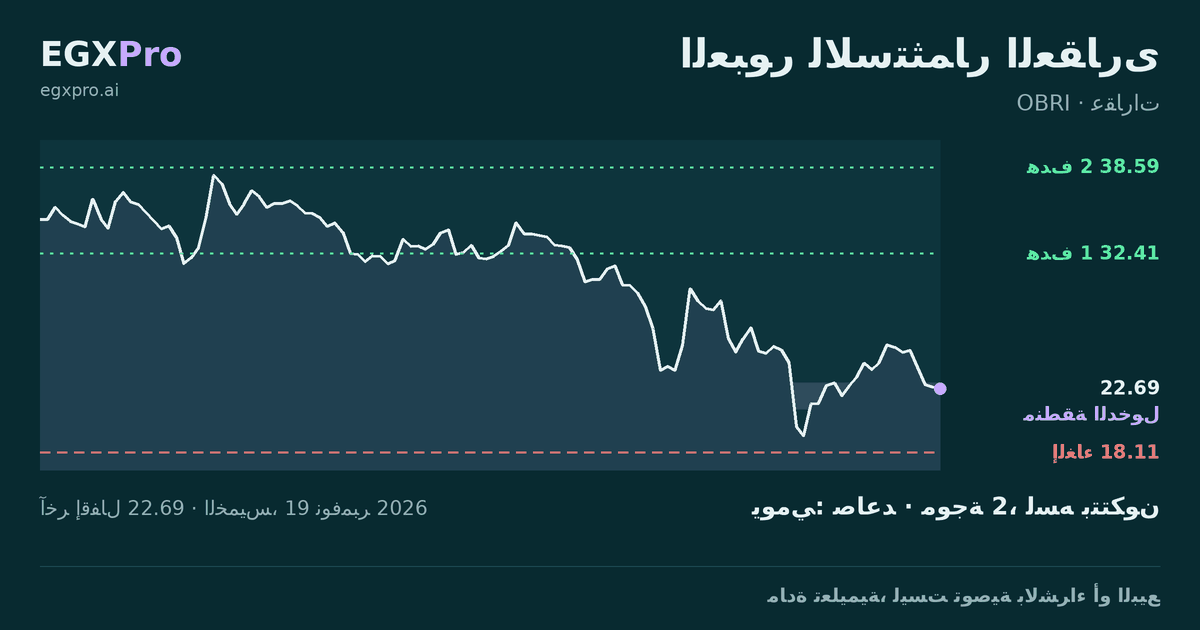 EGXPro
egxpro.ai
العبور للاستثمار العقارى
OBRI · عقارات
هدف 2 38.59
هدف 1 32.41
22.69
منطقة الدخول
إلغاء 18.11
يومي: صاعد · موجة 2، لسه بتتكون
آخر إقفال 22.69 · الخميس، 19 نوفمبر 2026
مادة تعليمية، ليست توصية بالشراء أو البيع